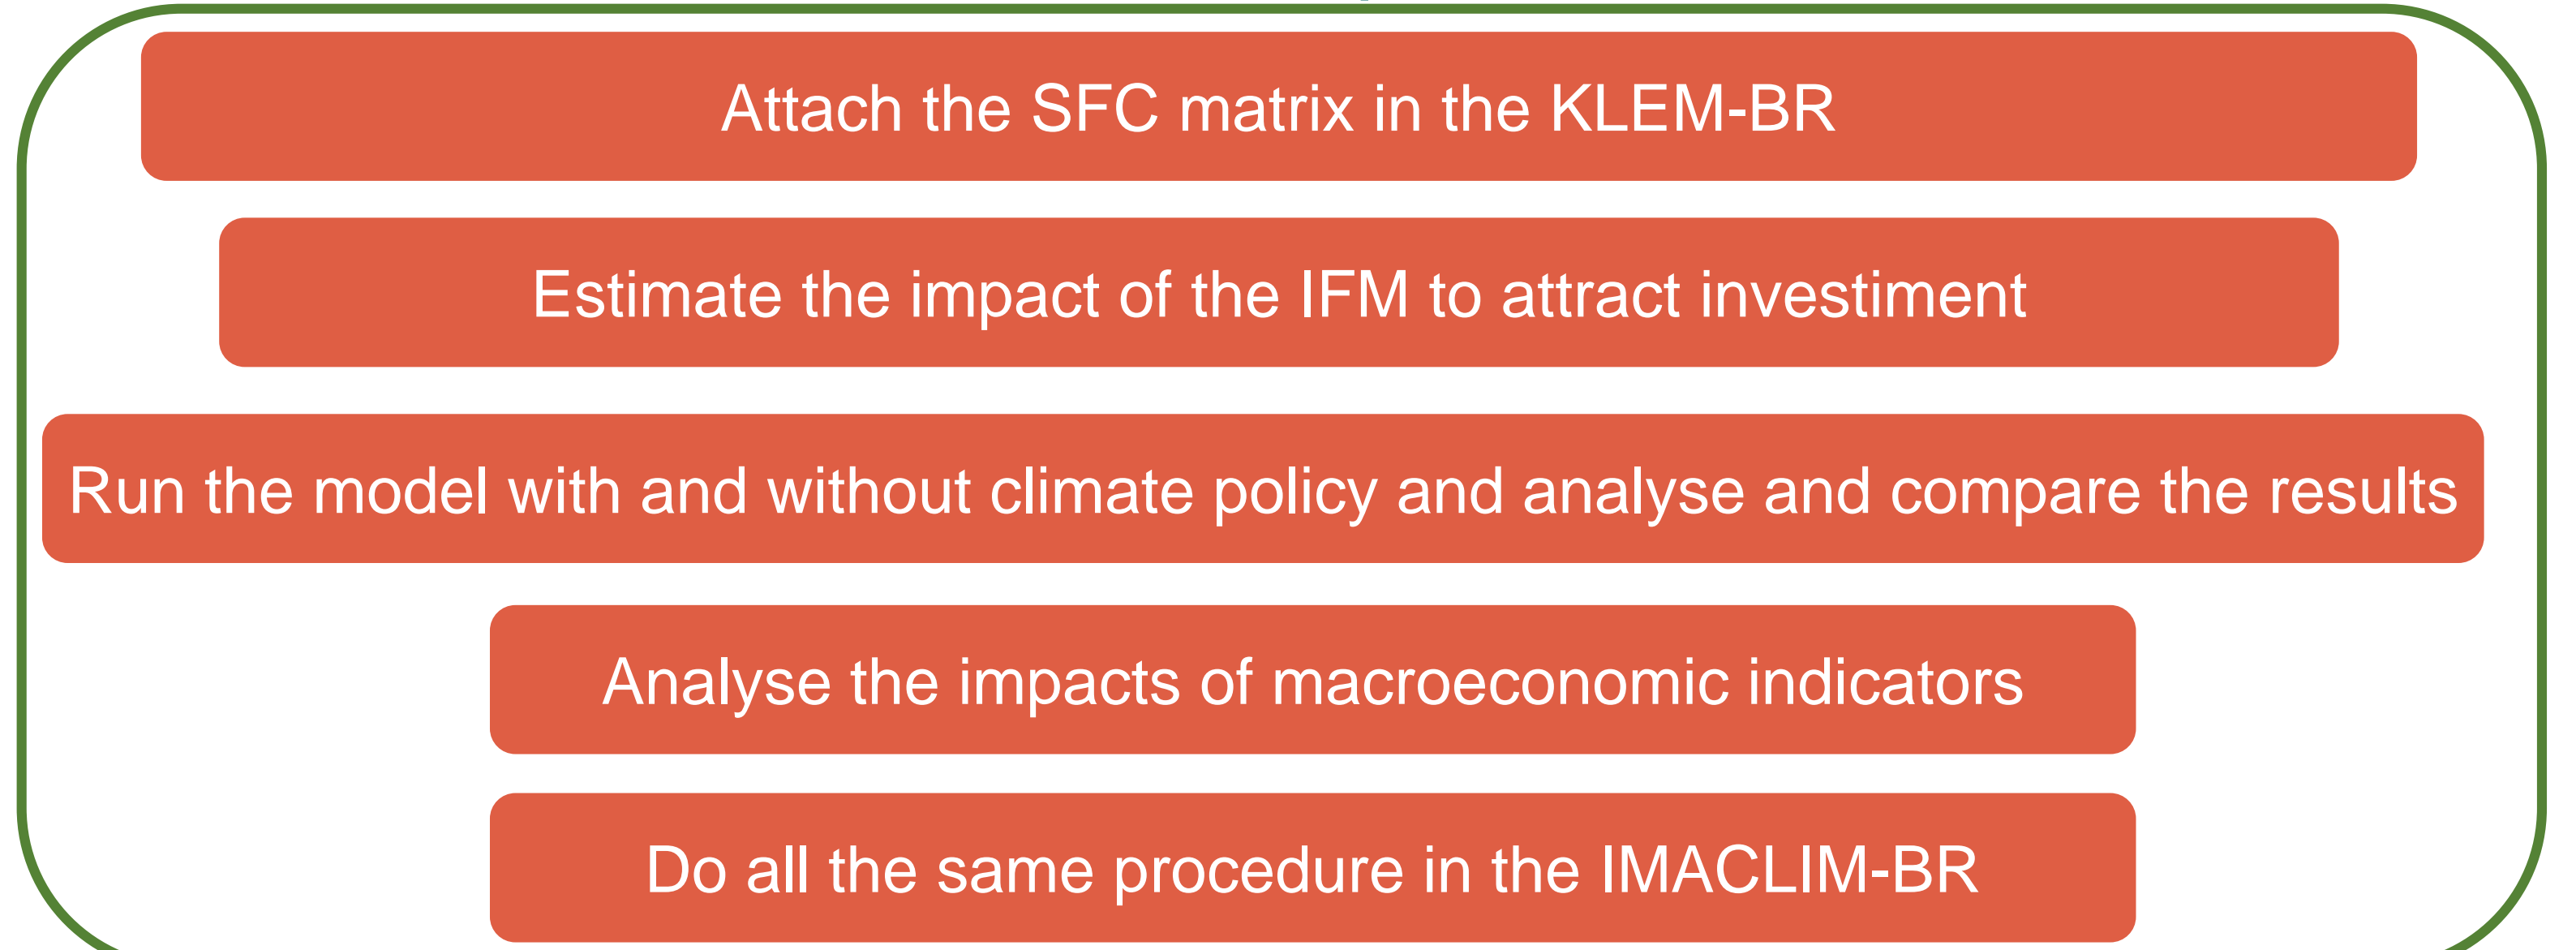 Attach the SFC matrix in the KLEM-BR
Estimate the impact of the IFM to attract investiment
Run the model with and without climate policy and analyse and compare the results
Analyse the impacts of macroeconomic indicators
Do all the same procedure in the IMACLIM-BR